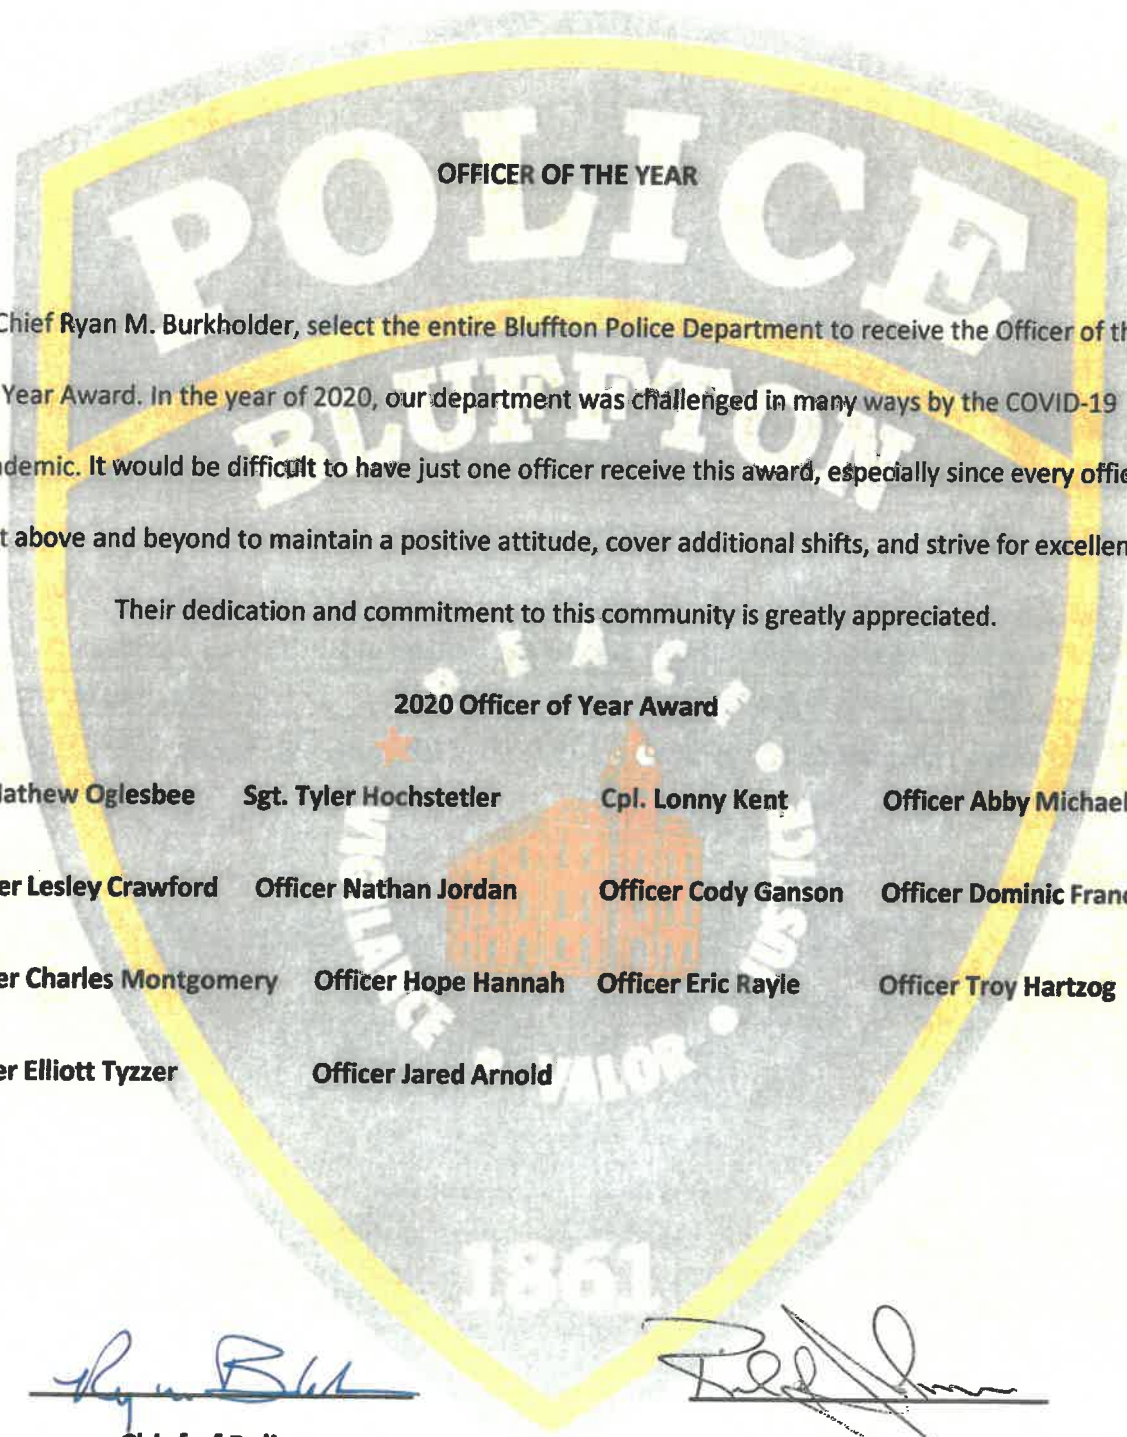 POLICE
OFFICER OF THE YEAR
Chief Ryan M. Burkholder, select the entire Bluffton Police Department to receive the Officer of th
BLUFFTON
Year Award. In the year of 2020, our department was challenged in many ways by the COVID-19
demic. It would be difficult to have just one officer receive this award, especially since every offi
t above and beyond to maintain a positive attitude, cover additional shifts, and strive for excellen
Their dedication and commitment to this community is greatly appreciated.
PEACE • VALOR • VIGILANCE
2020 Officer of Year Award
athew Oglesbee Sgt. Tyler Hochstetler Cpl. Lonny Kent Officer Abby Michael
er Lesley Crawford Officer Nathan Jordan Officer Cody Ganson Officer Dominic Fran
er Charles Montgomery Officer Hope Hannah Officer Eric Rayle Officer Troy Hartzog
er Elliott Tyzzer Officer Jared Arnold
1861